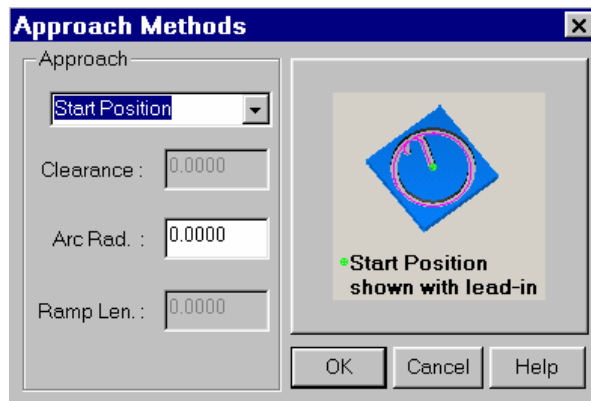 Approach Methods
Approach
Start Position
Clearance : 0.0000
Arc Rad. : 0.0000
Ramp Len. : 0.0000
Start Position
shown with lead-in
OK Cancel Help